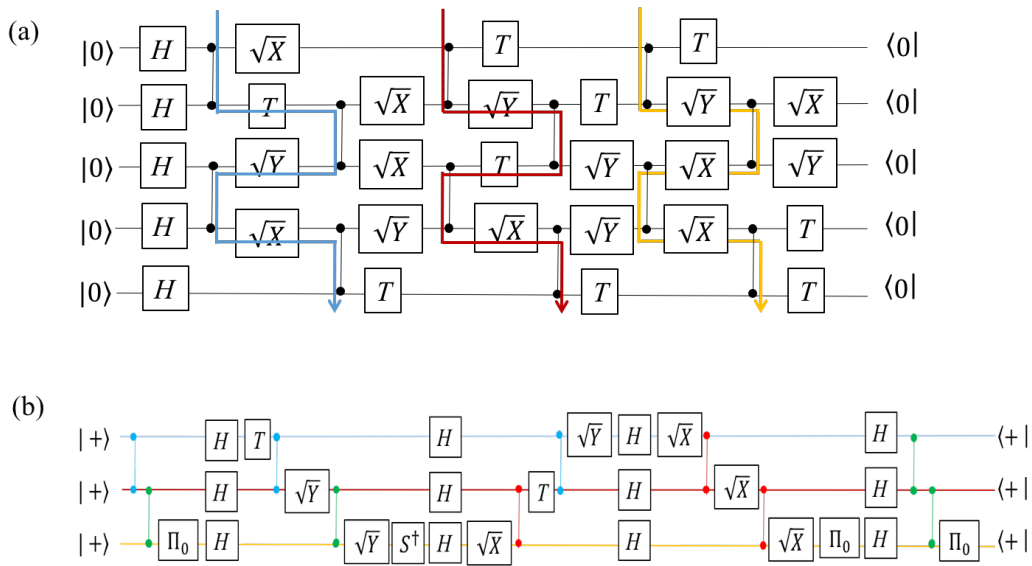 (a)
|0⟩ H √X T T ⟨0|
|0⟩ H T √X √Y T √Y √X ⟨0|
|0⟩ H √Y √X T √Y √X √Y ⟨0|
|0⟩ H √X √Y √X √Y √X T ⟨0|
|0⟩ H T T T ⟨0|
(b)
|+⟩ H T H √Y H √X H ⟨+|
|+⟩ H √Y H T H √X H ⟨+|
|+⟩ Π₀ H √Y S† H √X H √X Π₀ H Π₀ ⟨+|